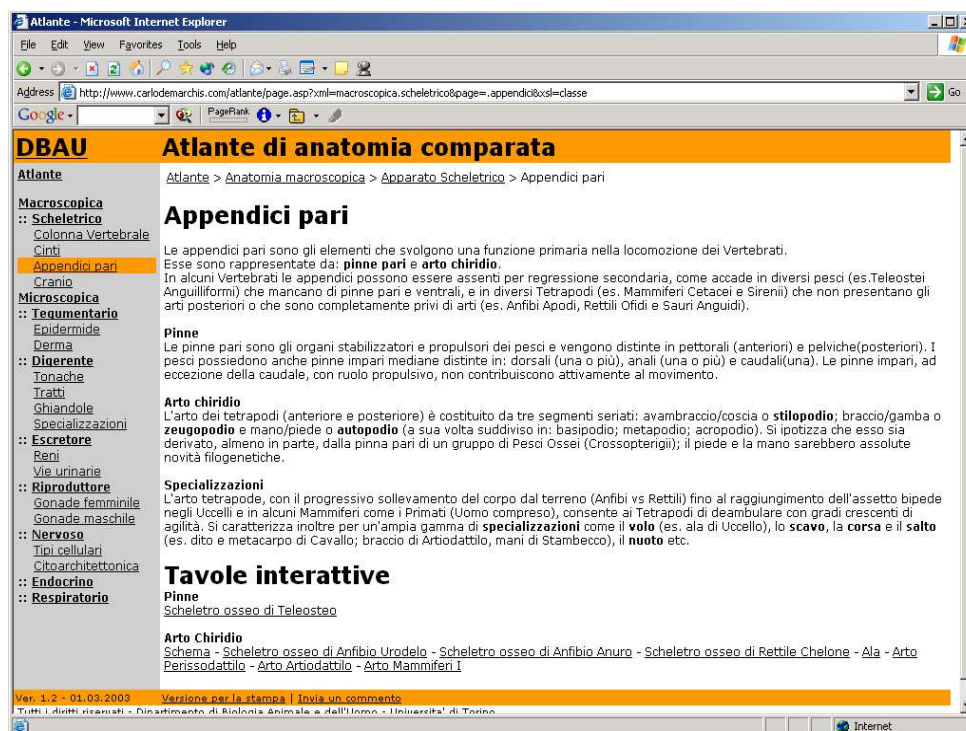 Atlante - Microsoft Internet Explorer
File Edit View Favorites Tools Help
Address http://www.carlodemarchis.com/atlante/page.asp?xml=macroscopica.scheletrico&page=.appendici&xsl=classe Go
Google PageRank
DBAU
Atlante di anatomia comparata
Atlante
Macroscopica
:: Scheletrico
Colonna Vertebrale
Cinti
Appendici pari
Cranio
Microscopica
:: Tegumentario
Epidermide
Derma
:: Digerente
Tonache
Tratti
Ghiandole
Specializzazioni
:: Escretore
Reni
Vie urinarie
:: Riproduttore
Gonade femminile
Gonade maschile
:: Nervoso
Tipi cellulari
Citoarchitettonica
:: Endocrino
:: Respiratorio
Atlante > Anatomia macroscopica > Apparato Scheletrico > Appendici pari
Appendici pari
Le appendici pari sono gli elementi che svolgono una funzione primaria nella locomozione dei Vertebrati.
Esse sono rappresentate da: pinne pari e arto chiridio.
In alcuni Vertebrati le appendici possono essere assenti per regressione secondaria, come accade in diversi pesci (es.Teleostei
Anguilliformi) che mancano di pinne pari e ventrali, e in diversi Tetrapodi (es. Mammiferi Cetacei e Sirenii) che non presentano gli
arti posteriori o che sono completamente privi di arti (es. Anfibi Apodi, Rettili Ofidi e Sauri Anguidi).
Pinne
Le pinne pari sono gli organi stabilizzatori e propulsori dei pesci e vengono distinte in pettorali (anteriori) e pelviche(posteriori). I
pesci possiedono anche pinne impari mediane distinte in: dorsali (una o più), anali (una o più) e caudali(una). Le pinne impari, ad
eccezione della caudale, con ruolo propulsivo, non contribuiscono attivamente al movimento.
Arto chiridio
L'arto dei tetrapodi (anteriore e posteriore) è costituito da tre segmenti seriati: avambraccio/coscia o stilopodio; braccio/gamba o
zeugopodio e mano/piede o autopodio (a sua volta suddiviso in: basipodio; metapodio; acropodio). Si ipotizza che esso sia
derivato, almeno in parte, dalla pinna pari di un gruppo di Pesci Ossei (Crossopterigii); il piede e la mano sarebbero assolute
novità filogenetiche.
Specializzazioni
L'arto tetrapode, con il progressivo sollevamento del corpo dal terreno (Anfibi vs Rettili) fino al raggiungimento dell'assetto bipede
negli Uccelli e in alcuni Mammiferi come i Primati (Uomo compreso), consente ai Tetrapodi di deambulare con gradi crescenti di
agilità. Si caratterizza inoltre per un'ampia gamma di specializzazioni come il volo (es. ala di Uccello), lo scavo, la corsa e il salto
(es. dito e metacarpo di Cavallo; braccio di Artiodattilo, mani di Stambecco), il nuoto etc.
Tavole interattive
Pinne
Scheletro osseo di Teleosteo
Arto Chiridio
Schema - Scheletro osseo di Anfibio Urodelo - Scheletro osseo di Anfibio Anuro - Scheletro osseo di Rettile Chelone - Ala - Arto
Perissodattilo - Arto Artiodattilo - Arto Mammiferi I
Ver. 1.2 - 01.03.2003 Versione per la stampa | Invia un commento
Tutti i diritti riservati - Dipartimento di Biologia Animale e dell'Uomo - Universita' di Torino
Internet